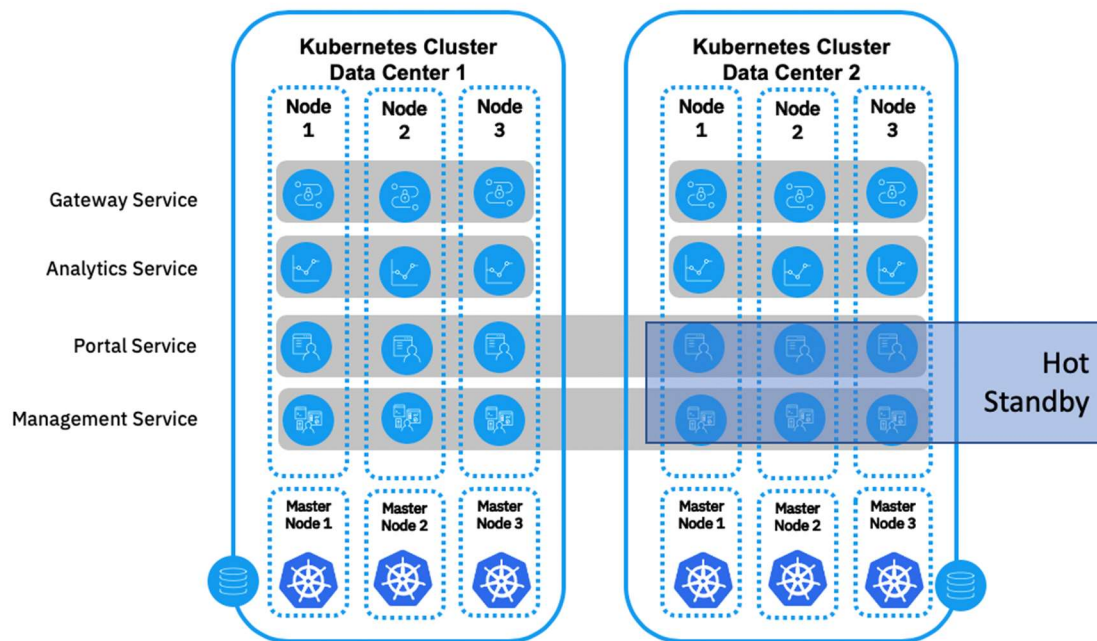 Kubernetes Cluster
Data Center 1
Kubernetes Cluster
Data Center 2
Node
1
Node
2
Node
3
Node
1
Node
2
Node
3
Gateway Service
Analytics Service
Portal Service
Management Service
Hot
Standby
Master
Node 1
Master
Node 2
Master
Node 3
Master
Node 1
Master
Node 2
Master
Node 3